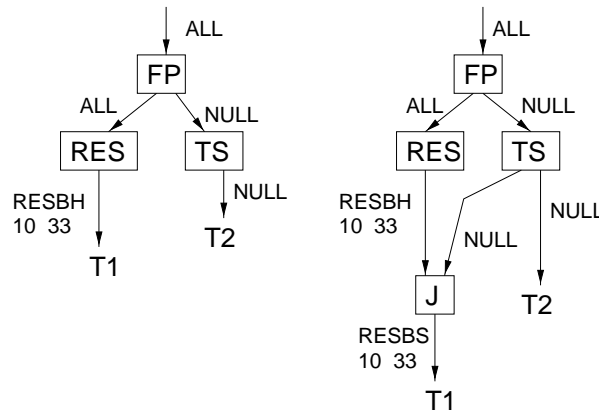 ALL
FP
ALL
NULL
RES
TS
RESBH
10 33
NULL
T1
T2
ALL
FP
ALL
NULL
RES
TS
RESBH
10 33
NULL
NULL
J
T2
RESBS
10 33
T1